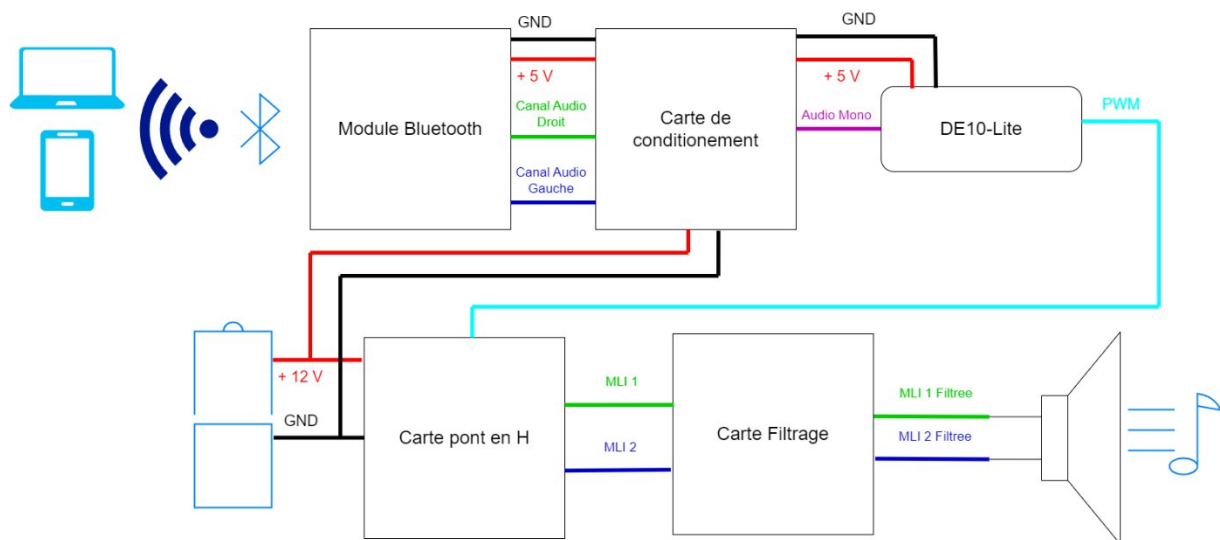 GND
GND
+ 5 V
+ 5 V
Canal Audio
Droit
Module Bluetooth
Carte de
conditionement
Audio Mono
DE10-Lite
PWM
Canal Audio
Gauche
+ 12 V
GND
Carte pont en H
MLI 1
MLI 2
Carte Filtrage
MLI 1 Filtree
MLI 2 Filtree